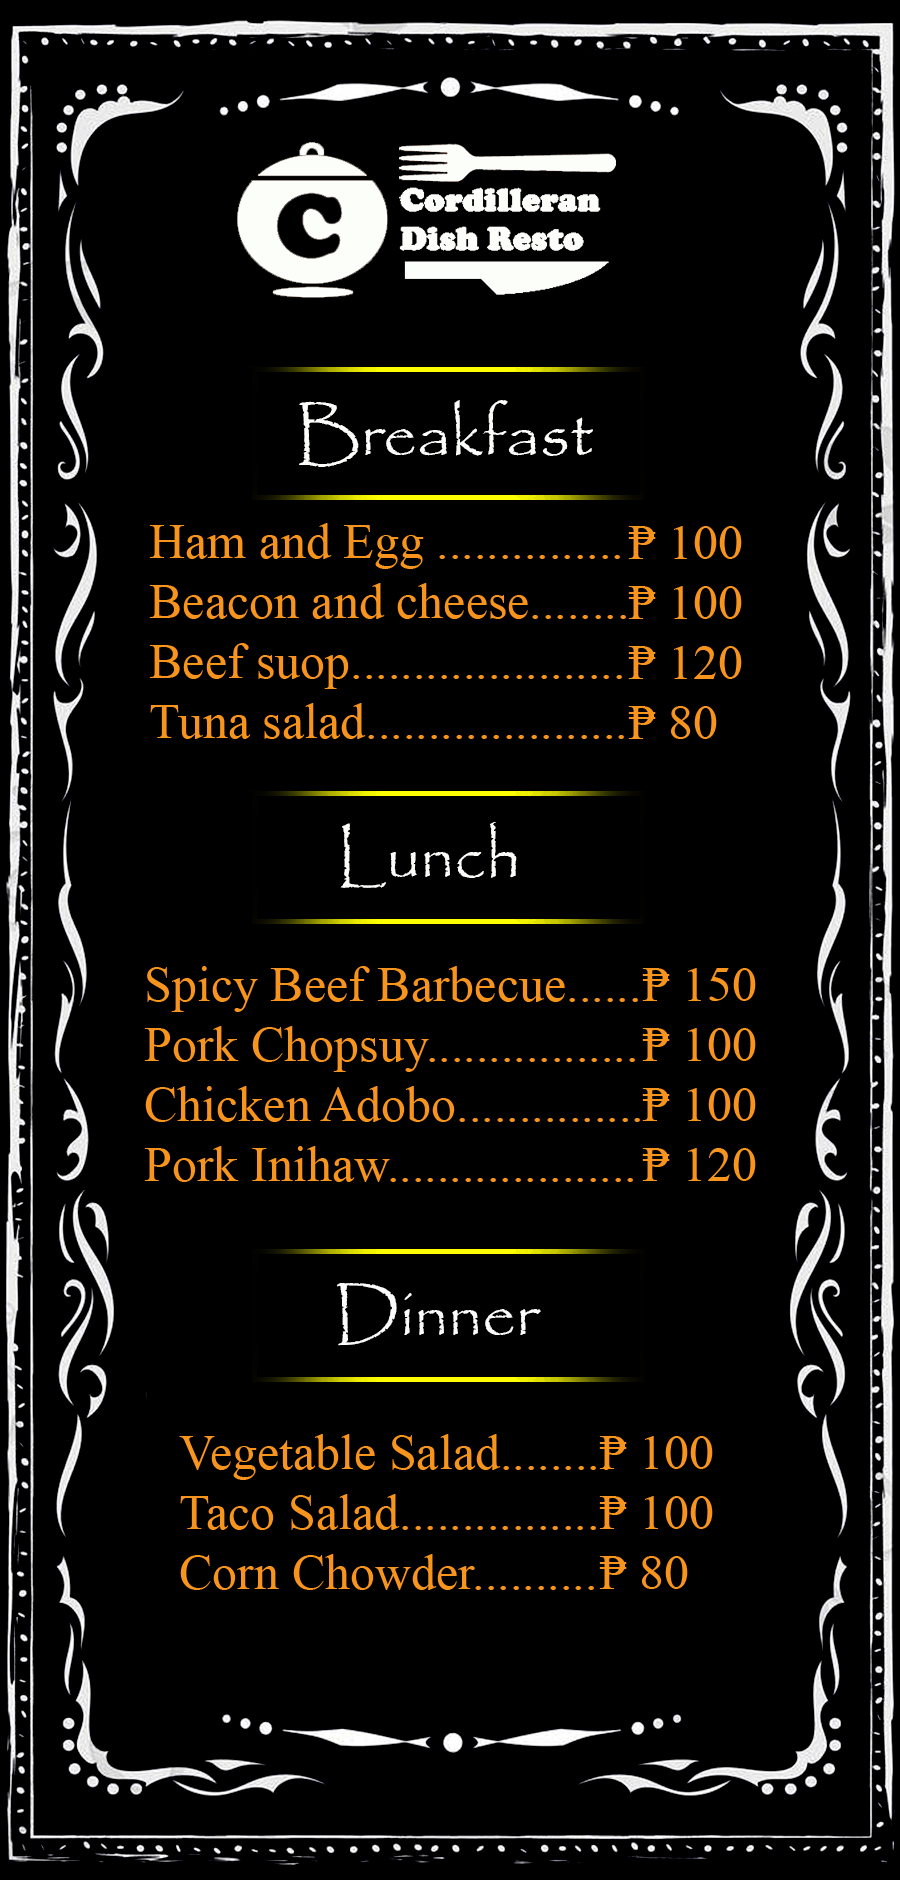 C
Cordilleran
Dish Resto
Breakfast
Ham and Egg ...............₱ 100
Beacon and cheese........₱ 100
Beef suop......................₱ 120
Tuna salad.....................₱ 80
Lunch
Spicy Beef Barbecue......₱ 150
Pork Chopsuy.................₱ 100
Chicken Adobo...............₱ 100
Pork Inihaw....................₱ 120
Dinner
Vegetable Salad........₱ 100
Taco Salad................₱ 100
Corn Chowder..........₱ 80